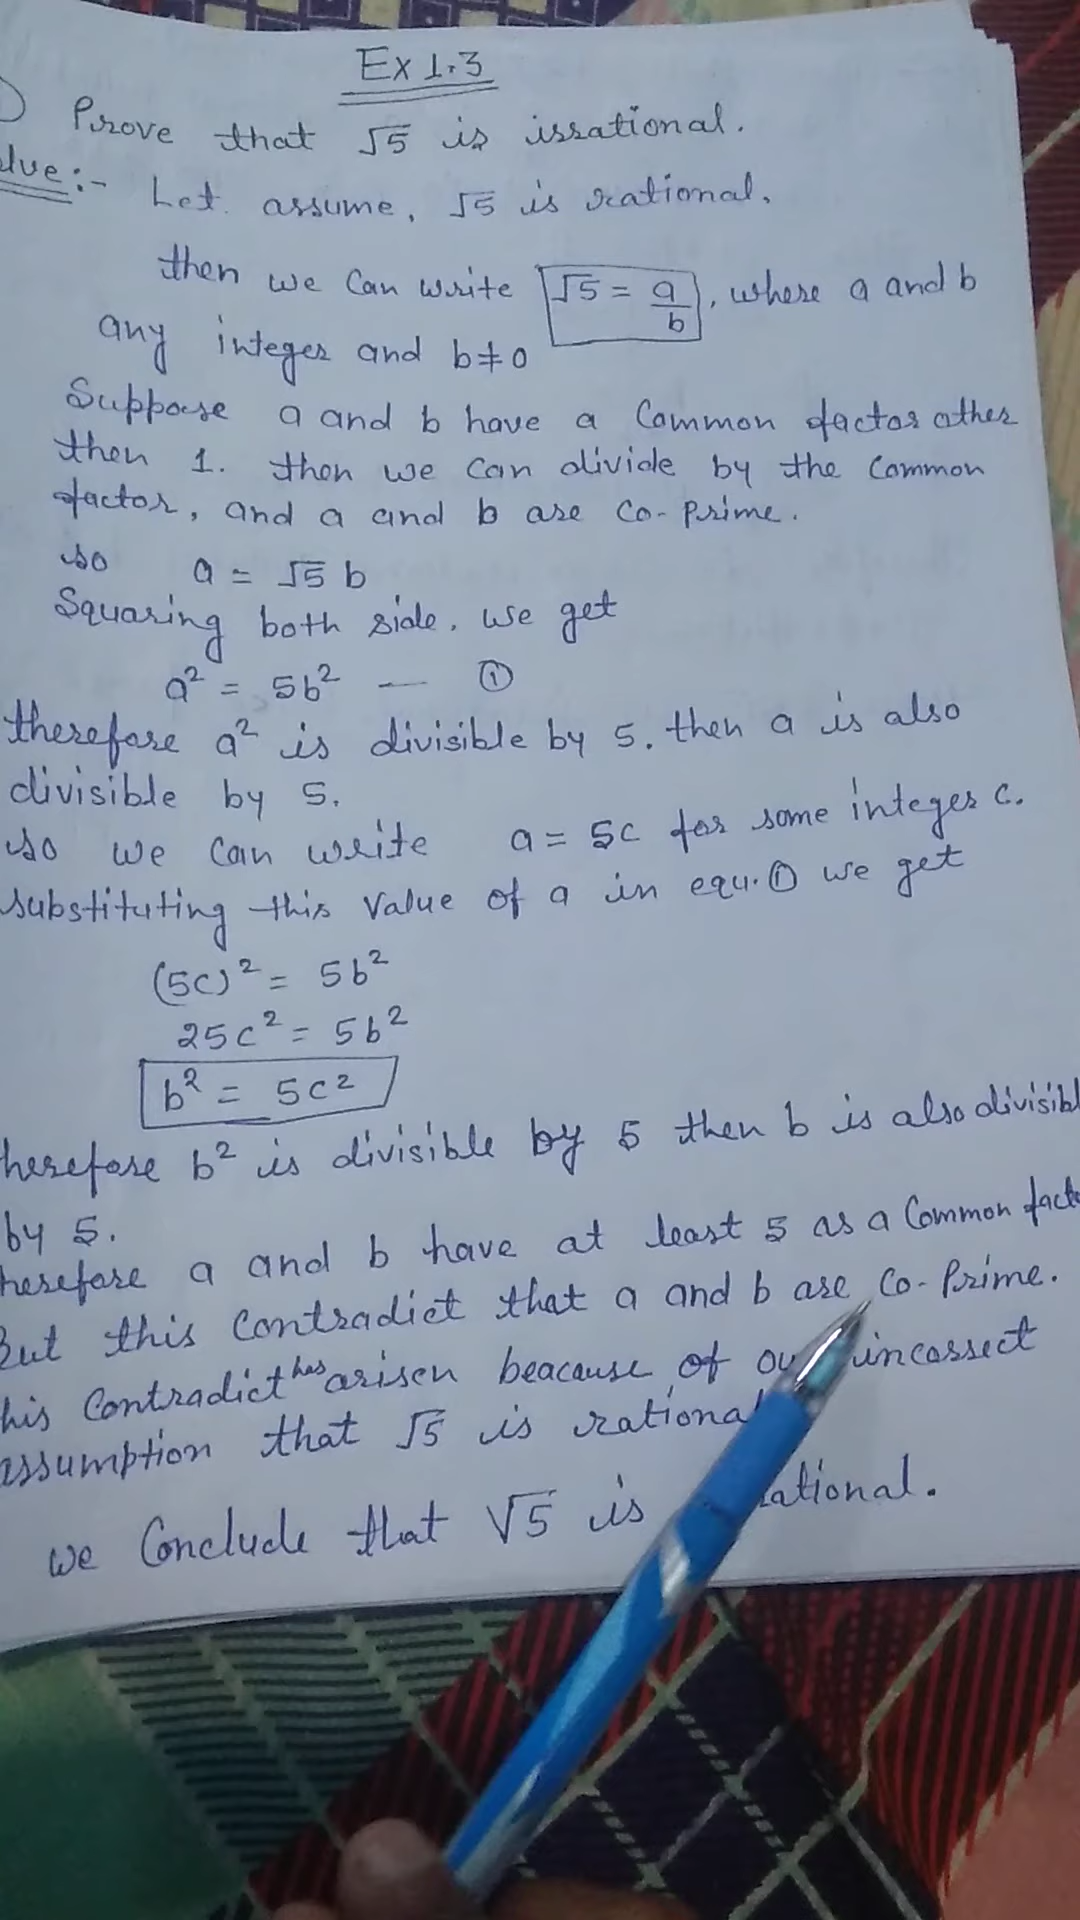 Ex 1.3
Prove that √5 is irrational.
:- Let assume, √5 is rational.
then we can write √5 = a/b, where a and b
any integer and b≠0
Suppose a and b have a common factor other
then 1. then we can divide by the common
factor, and a and b are co-prime.
so a = √5 b
Squaring both side, we get
a² = 5b² — ①
therefore a² is divisible by 5. then a is also
divisible by 5.
so we can write a = 5c for some integer c.
substituting this value of a in equ.① we get
(5c)² = 5b²
25c² = 5b²
b² = 5c²
herefore b² is divisible by 5 then b is also divisibl
by 5.
herefore a and b have at least 5 as a common fact
But this contradict that a and b are co-prime.
his contradict has arisen beacause of ou incorrect
assumption that √5 is rational
we conclude that √5 is ational.